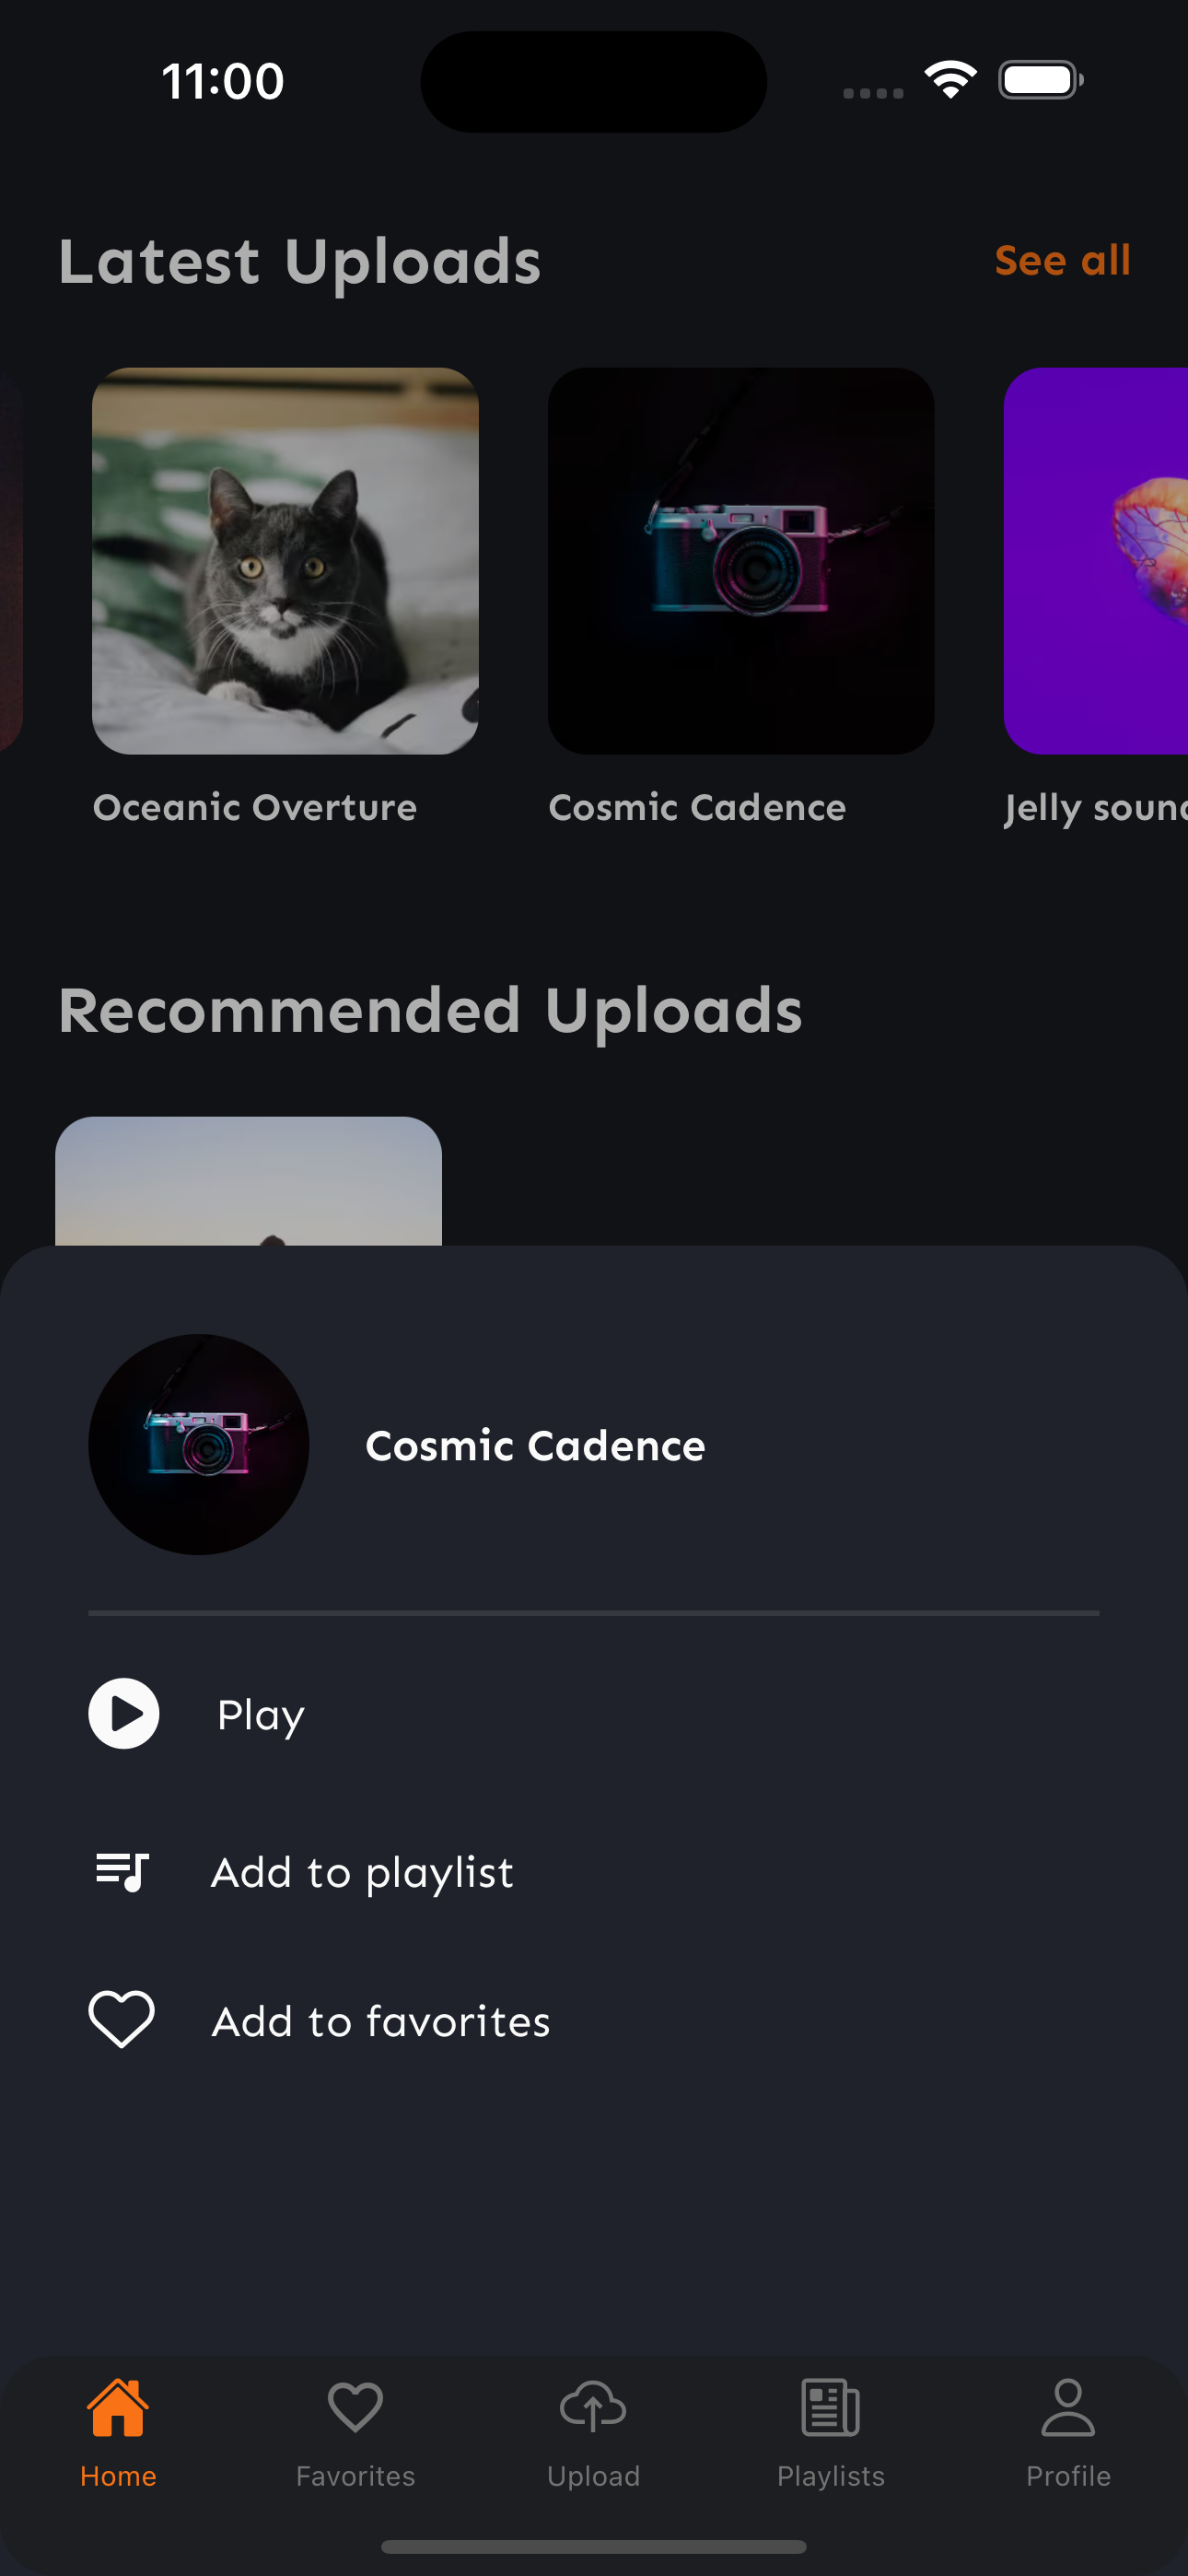 11:00
Latest Uploads
See all
Oceanic Overture
Cosmic Cadence
Jelly
Recommended Uploads
Cosmic Cadence
Play
Add to playlist
Add to favorites
Home
Favorites
Upload
Playlists
Profile